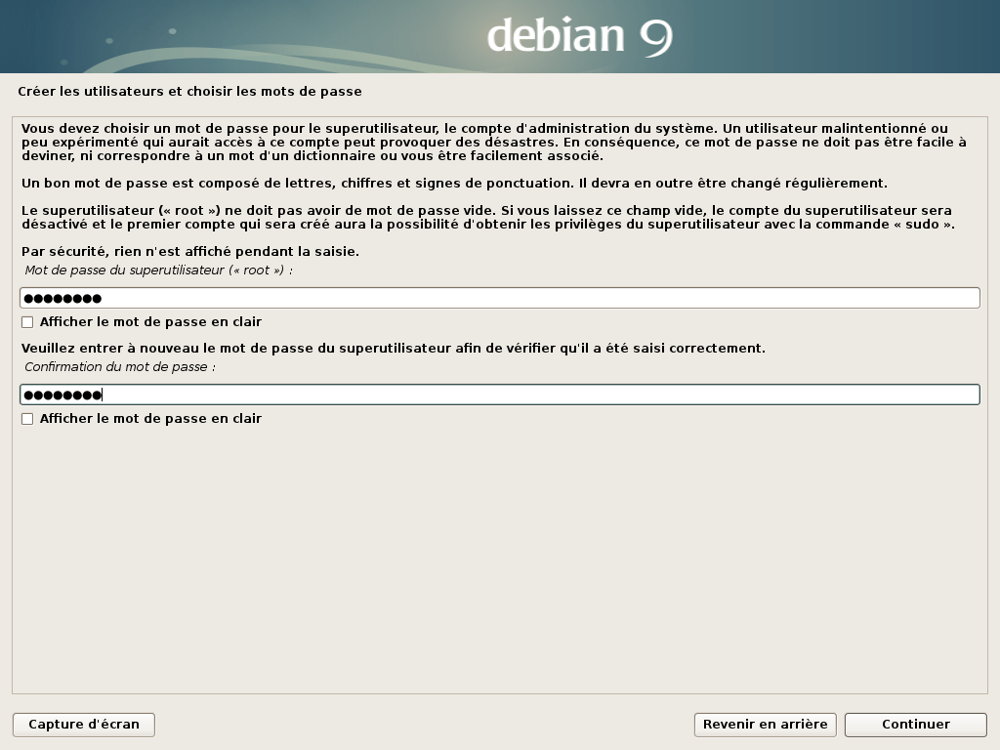 debian 9
Créer les utilisateurs et choisir les mots de passe
Vous devez choisir un mot de passe pour le superutilisateur, le compte d'administration du système. Un utilisateur malintentionné ou
peu expérimenté qui aurait accès à ce compte peut provoquer des désastres. En conséquence, ce mot de passe ne doit pas être facile à
deviner, ni correspondre à un mot d'un dictionnaire ou vous être facilement associé.
Un bon mot de passe est composé de lettres, chiffres et signes de ponctuation. Il devra en outre être changé régulièrement.
Le superutilisateur (« root ») ne doit pas avoir de mot de passe vide. Si vous laissez ce champ vide, le compte du superutilisateur sera
désactivé et le premier compte qui sera créé aura la possibilité d'obtenir les privilèges du superutilisateur avec la commande « sudo ».
Par sécurité, rien n'est affiché pendant la saisie.
Mot de passe du superutilisateur (« root ») :
●●●●●●●●
Afficher le mot de passe en clair
Veuillez entrer à nouveau le mot de passe du superutilisateur afin de vérifier qu'il a été saisi correctement.
Confirmation du mot de passe :
●●●●●●●●
Afficher le mot de passe en clair
Capture d'écran
Revenir en arrière
Continuer